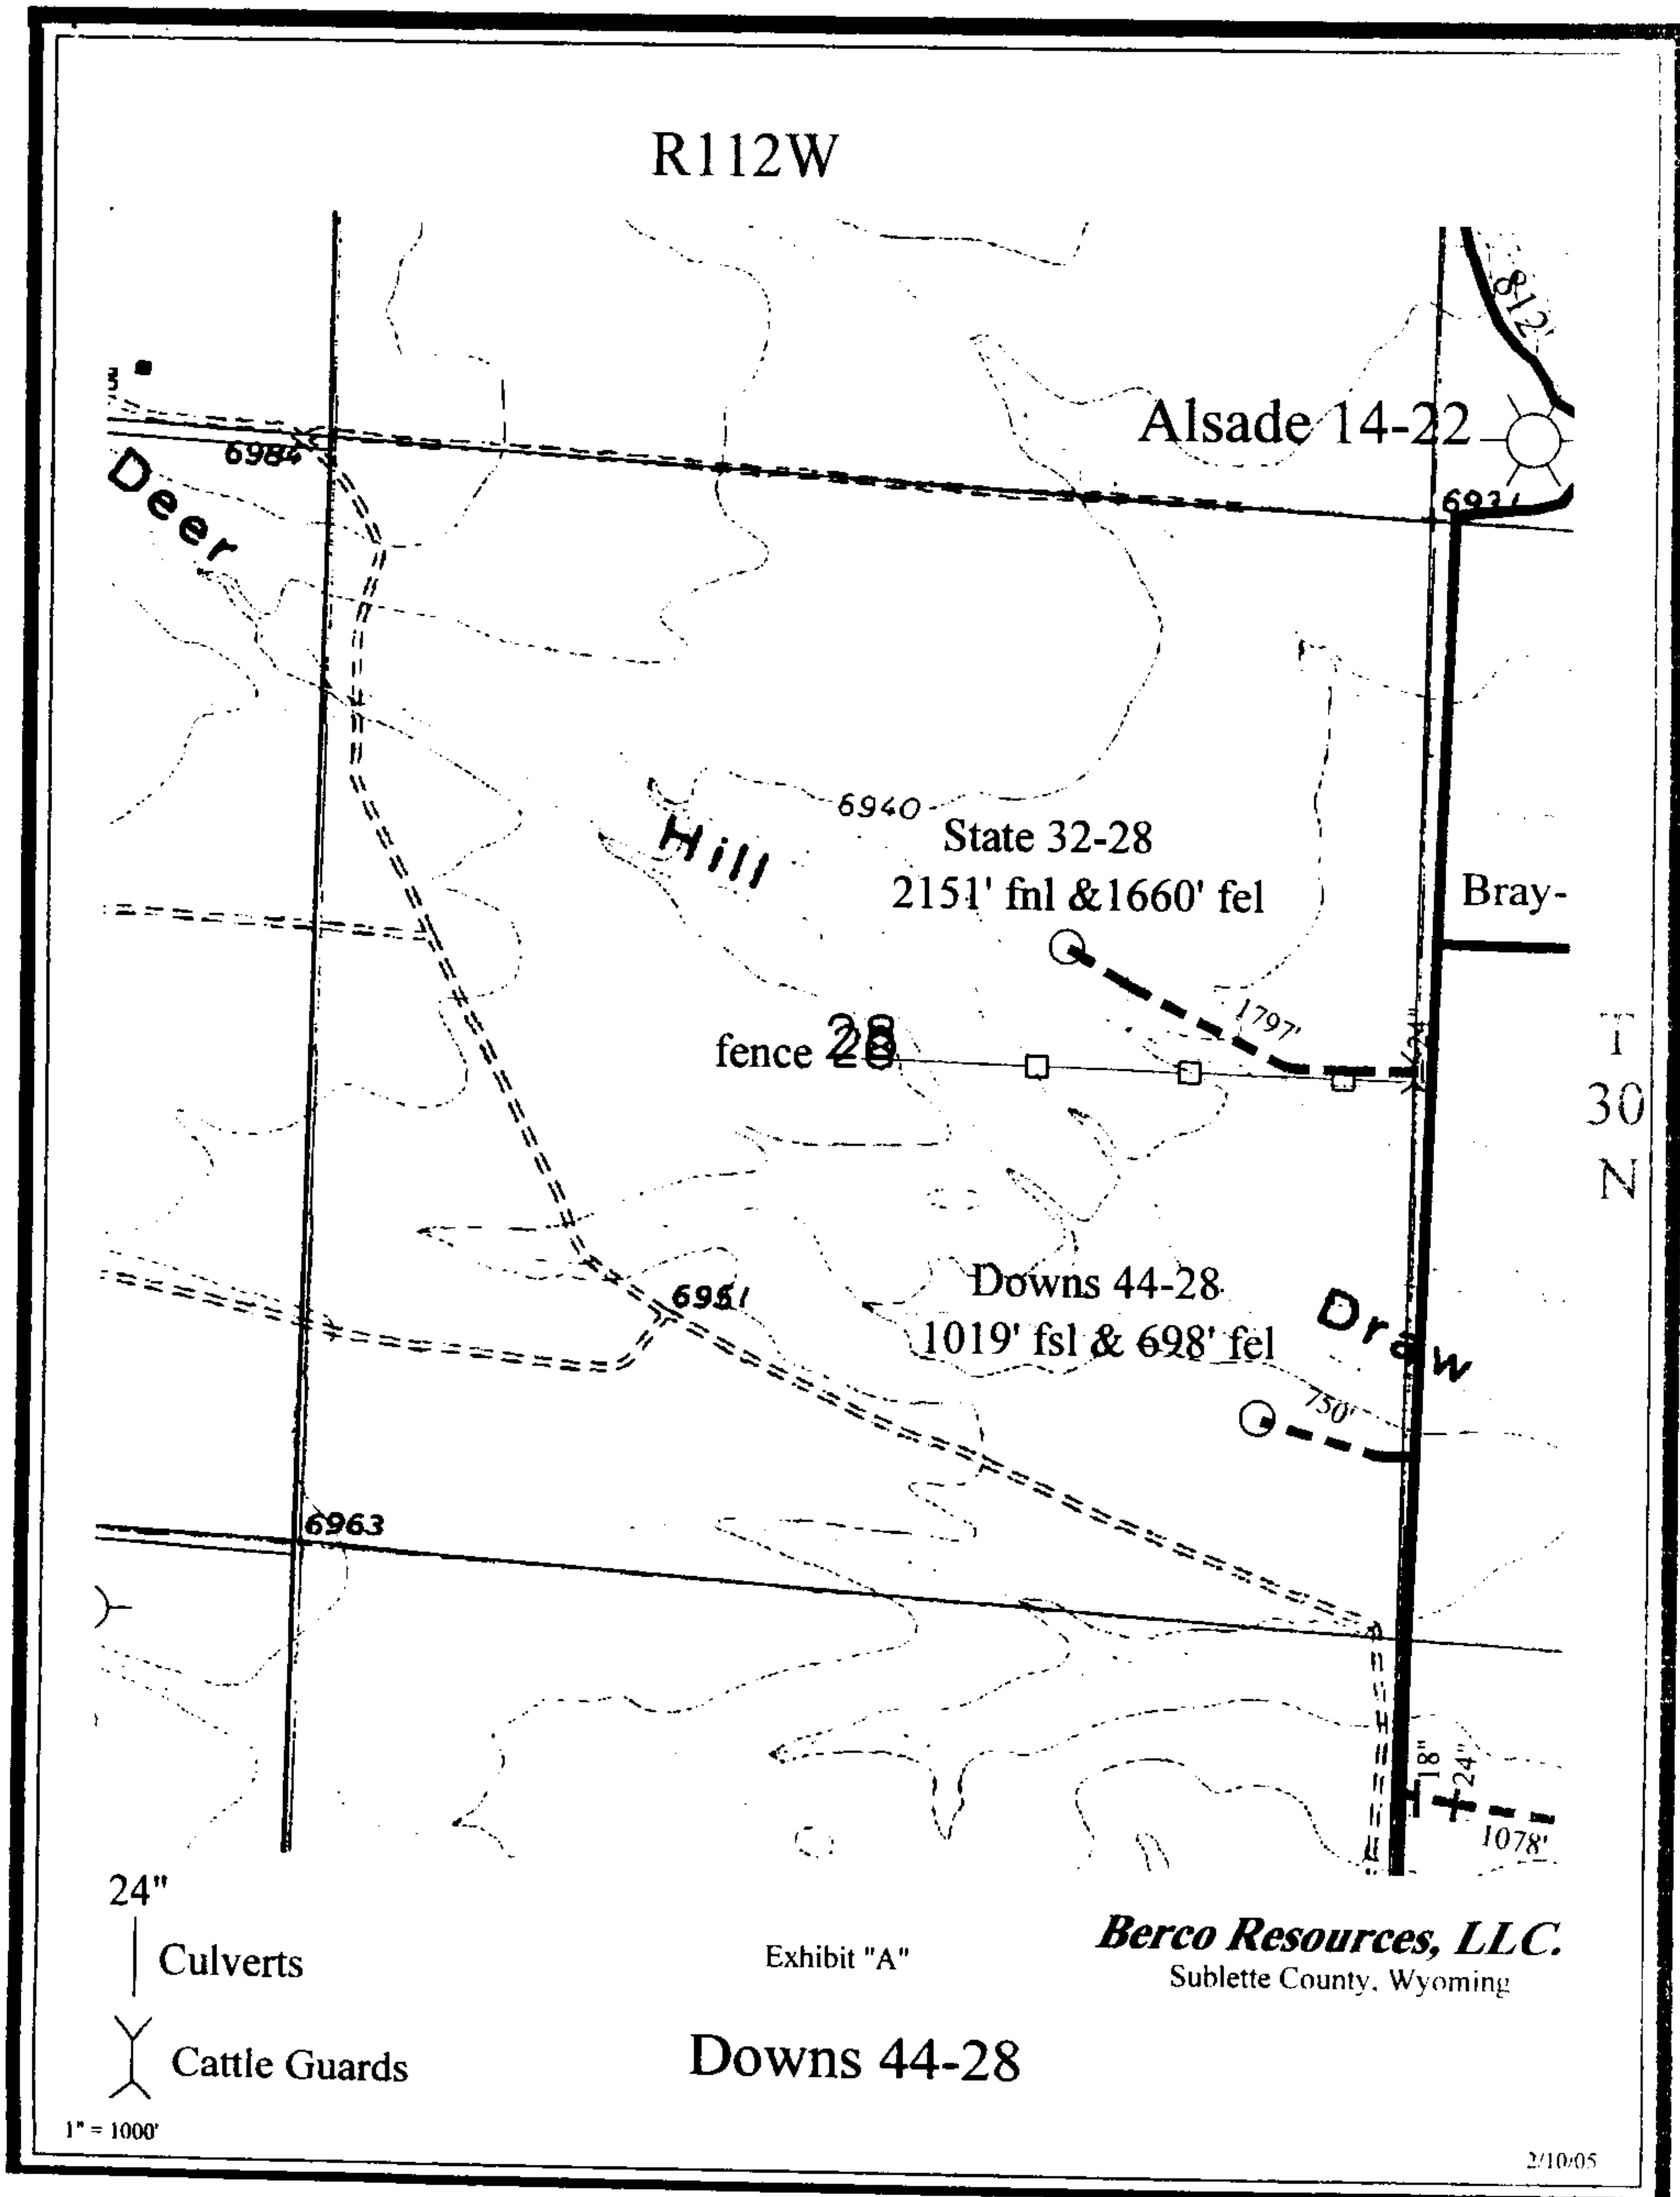 R112W
812'
Alsade 14-22
6984
Deer
6940
Hill
State 32-28
2151' fnl &1660' fel
Bray-
1797'
24"
fence 28
T
30
N
Downs 44-28
1019' fsl & 698' fel
Draw
750'
6963
18"
24"
1078'
24"
Culverts
Exhibit "A"
Berco Resources, LLC.
Sublette County, Wyoming
Cattle Guards
Downs 44-28
1" = 1000'
2/10/05